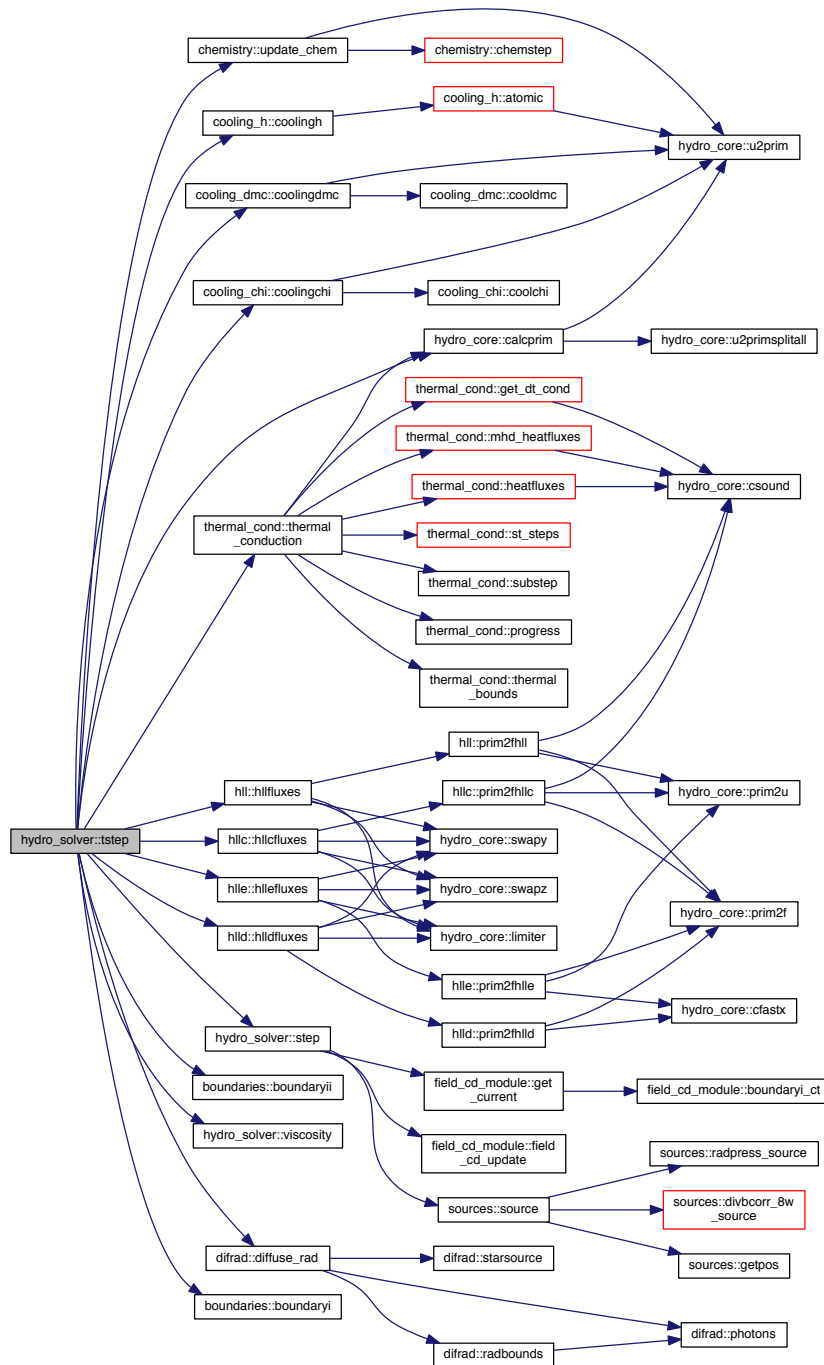 chemistry::update_chem
chemistry::chemstep
cooling_h::atomic
cooling_h::coolingh
hydro_core::u2prim
cooling_dmc::coolingdmc
cooling_dmc::cooldmc
cooling_chi::coolingchi
cooling_chi::coolchi
hydro_core::calcprim
hydro_core::u2primsplitall
thermal_cond::get_dt_cond
thermal_cond::mhd_heatfluxes
thermal_cond::heatfluxes
hydro_core::csound
thermal_cond::thermal
_conduction
thermal_cond::st_steps
thermal_cond::substep
thermal_cond::progress
thermal_cond::thermal
_bounds
hll::prim2fhll
hll::hllfluxes
hllc::prim2fhllc
hydro_core::prim2u
hydro_solver::tstep
hllc::hllcfluxes
hydro_core::swapy
hlle::hllefluxes
hydro_core::swapz
hydro_core::prim2f
hlld::hlldfluxes
hydro_core::limiter
hlle::prim2fhlle
hydro_core::cfastx
hlld::prim2fhlld
hydro_solver::step
boundaries::boundaryii
field_cd_module::get
_current
field_cd_module::boundaryi_ct
hydro_solver::viscosity
field_cd_module::field
_cd_update
sources::radpress_source
sources::source
sources::divbcorr_8w
_source
sources::getpos
difrad::diffuse_rad
difrad::starsource
boundaries::boundaryi
difrad::photons
difrad::radbounds